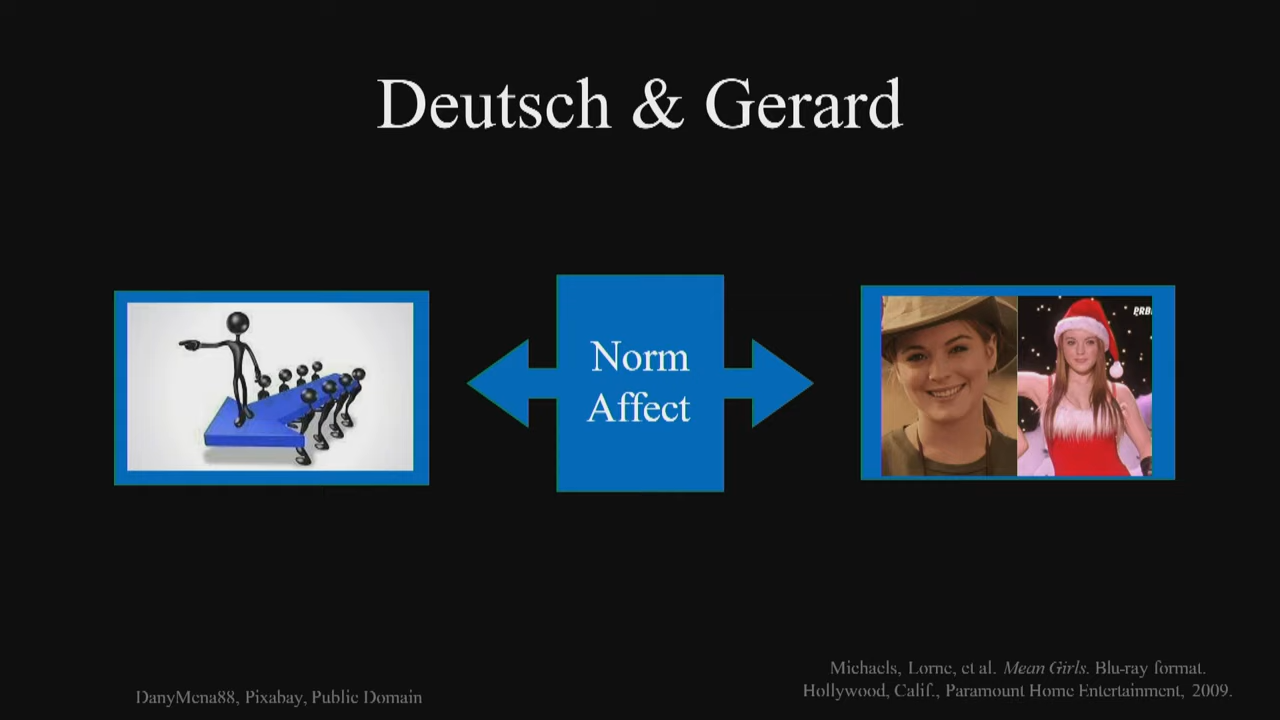 Deutsch & Gerard
Norm
Affect
PRB
Michaels, Lorne, et al. Mean Girls. Blu-ray format.
Hollywood, Calif., Paramount Home Entertainment, 2009.
DanyMena88, Pixabay, Public Domain